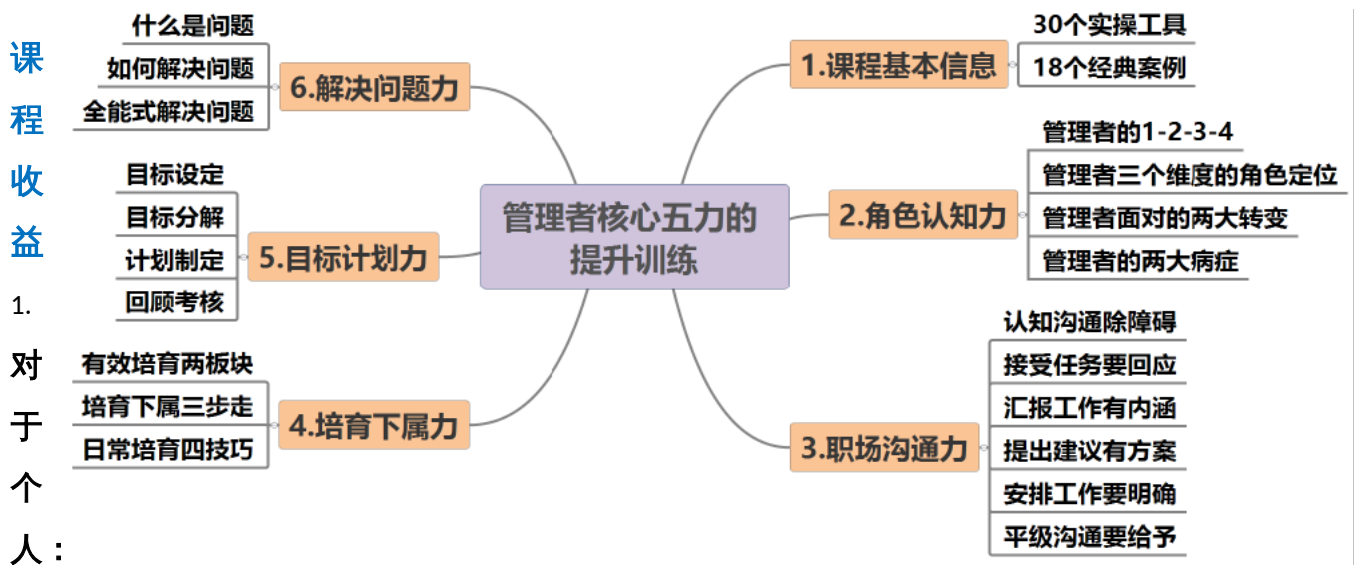 课
程
收
益
1.
对
于
个
人：
管理者核心五力的
提升训练
1.课程基本信息
30个实操工具
18个经典案例
2.角色认知力
管理者的1-2-3-4
管理者三个维度的角色定位
管理者面对的两大转变
管理者的两大病症
3.职场沟通力
认知沟通除障碍
接受任务要回应
汇报工作有内涵
提出建议有方案
安排工作要明确
平级沟通要给予
4.培育下属力
有效培育两板块
培育下属三步走
日常培育四技巧
5.目标计划力
目标设定
目标分解
计划制定
回顾考核
6.解决问题力
什么是问题
如何解决问题
全能式解决问题